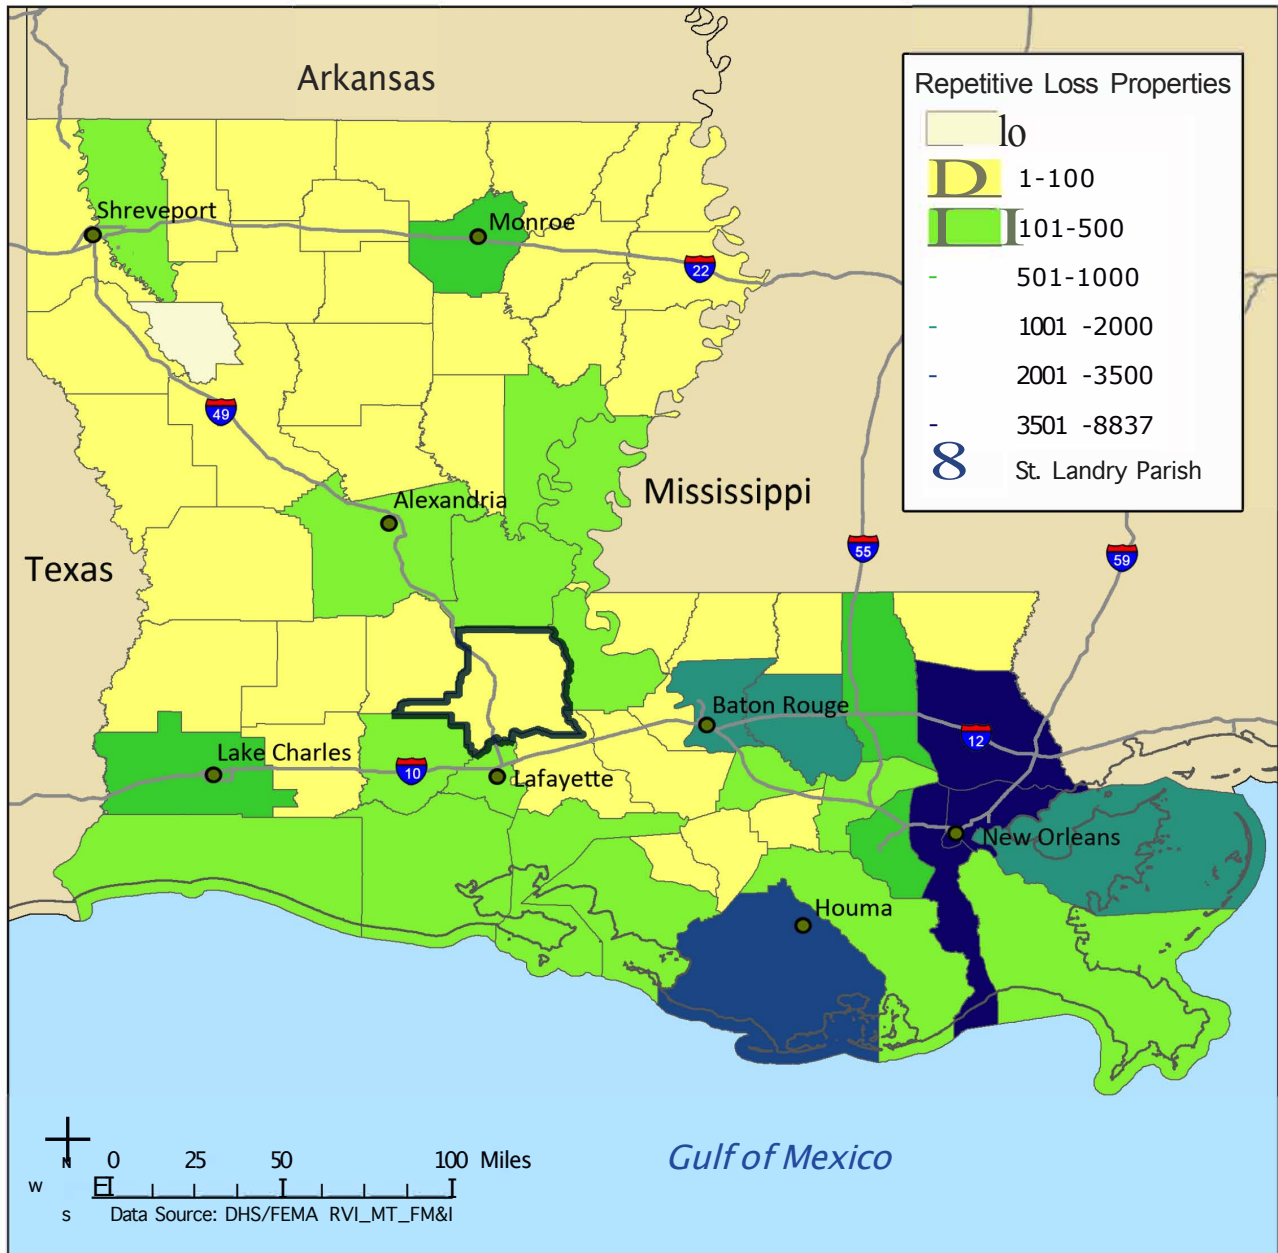 Arkansas
Repetitive Loss Properties
lo
D 1-100
101-500
501-1000
1001 -2000
2001 -3500
3501 -8837
8 St. Landry Parish
Shreveport
Monroe
22
49
Alexandria
Mississippi
Texas
55
59
Baton Rouge
12
Lake Charles
10
Lafayette
New Orleans
Houma
Gulf of Mexico
N 0 25 50 100 Miles
w
s Data Source: DHS/FEMA RVI_MT_FM&I